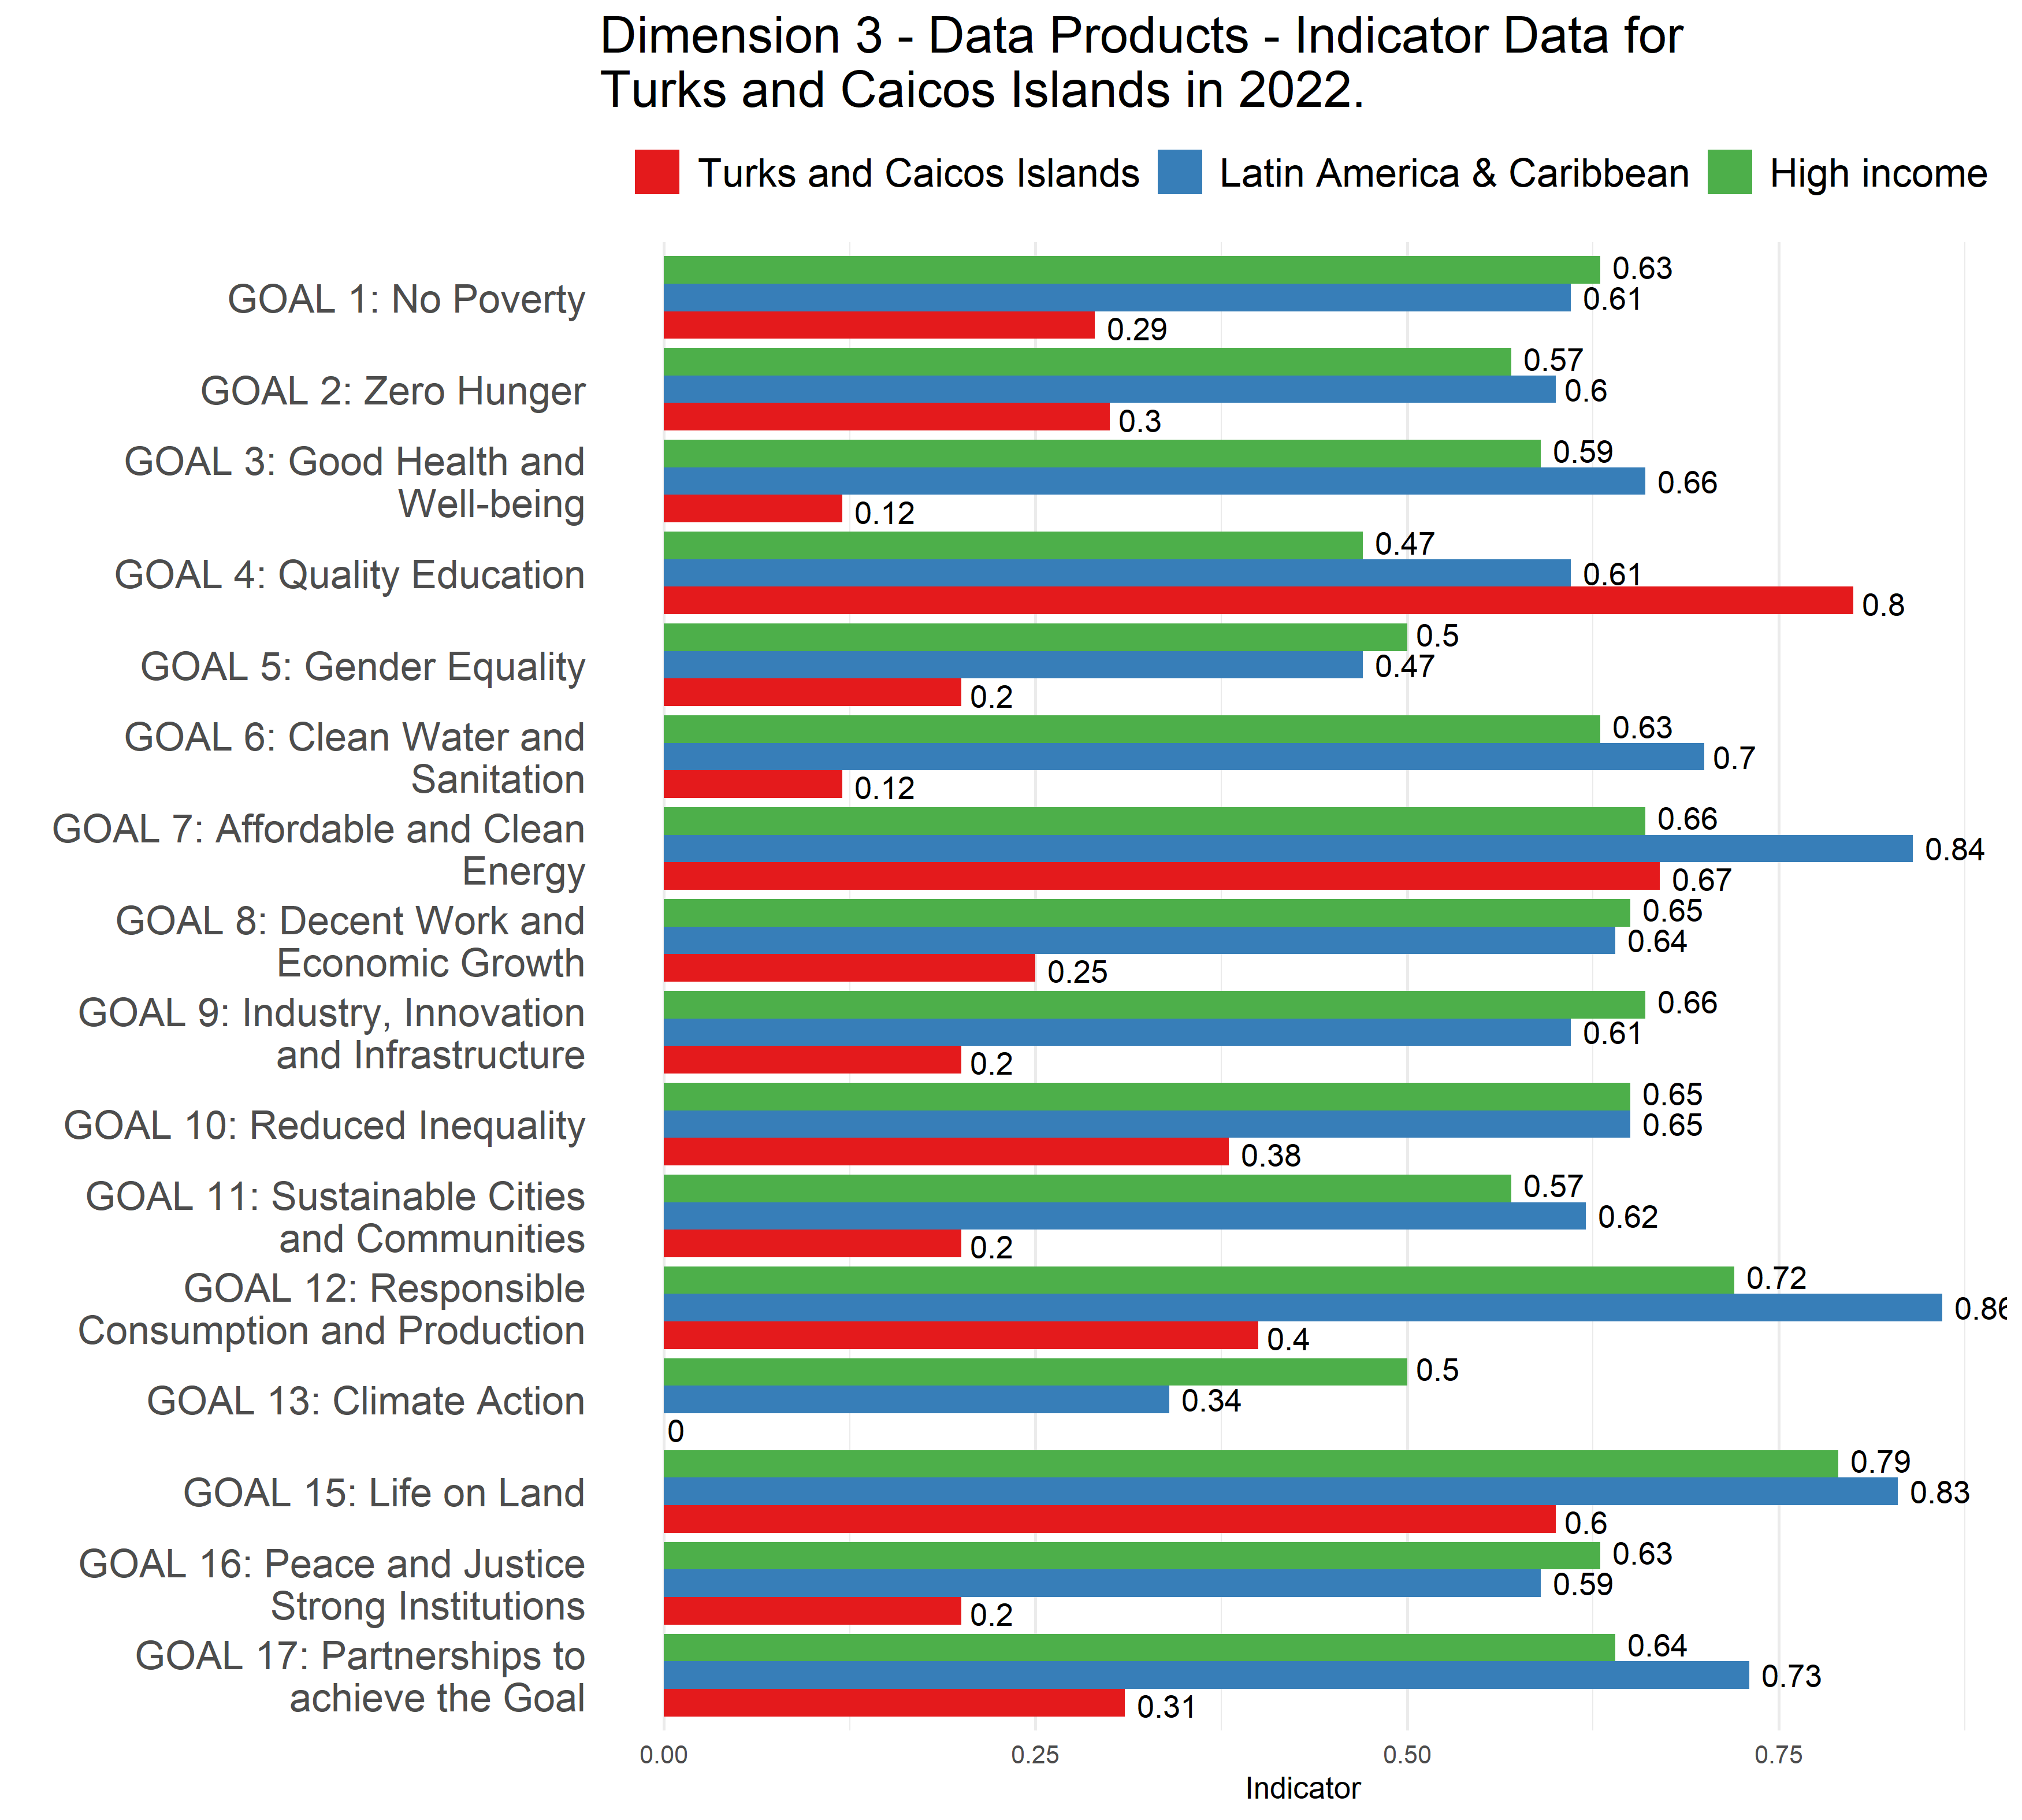 Dimension 3 - Data Products - Indicator Data for
Turks and Caicos Islands in 2022.
Turks and Caicos Islands Latin America & Caribbean High income
GOAL 1: No Poverty
0.63
0.61
0.29
GOAL 2: Zero Hunger
0.57
0.6
0.3
GOAL 3: Good Health and
Well-being
0.59
0.66
0.12
GOAL 4: Quality Education
0.47
0.61
0.8
GOAL 5: Gender Equality
0.5
0.47
0.2
GOAL 6: Clean Water and
Sanitation
0.63
0.7
0.12
GOAL 7: Affordable and Clean
Energy
0.66
0.84
0.67
GOAL 8: Decent Work and
Economic Growth
0.65
0.64
0.25
GOAL 9: Industry, Innovation
and Infrastructure
0.66
0.61
0.2
GOAL 10: Reduced Inequality
0.65
0.65
0.38
GOAL 11: Sustainable Cities
and Communities
0.57
0.62
0.2
GOAL 12: Responsible
Consumption and Production
0.72
0.86
0.4
GOAL 13: Climate Action
0.5
0.34
0
GOAL 15: Life on Land
0.79
0.83
0.6
GOAL 16: Peace and Justice
Strong Institutions
0.63
0.59
0.2
GOAL 17: Partnerships to
achieve the Goal
0.64
0.73
0.31
0.00 0.25 0.50 0.75
Indicator